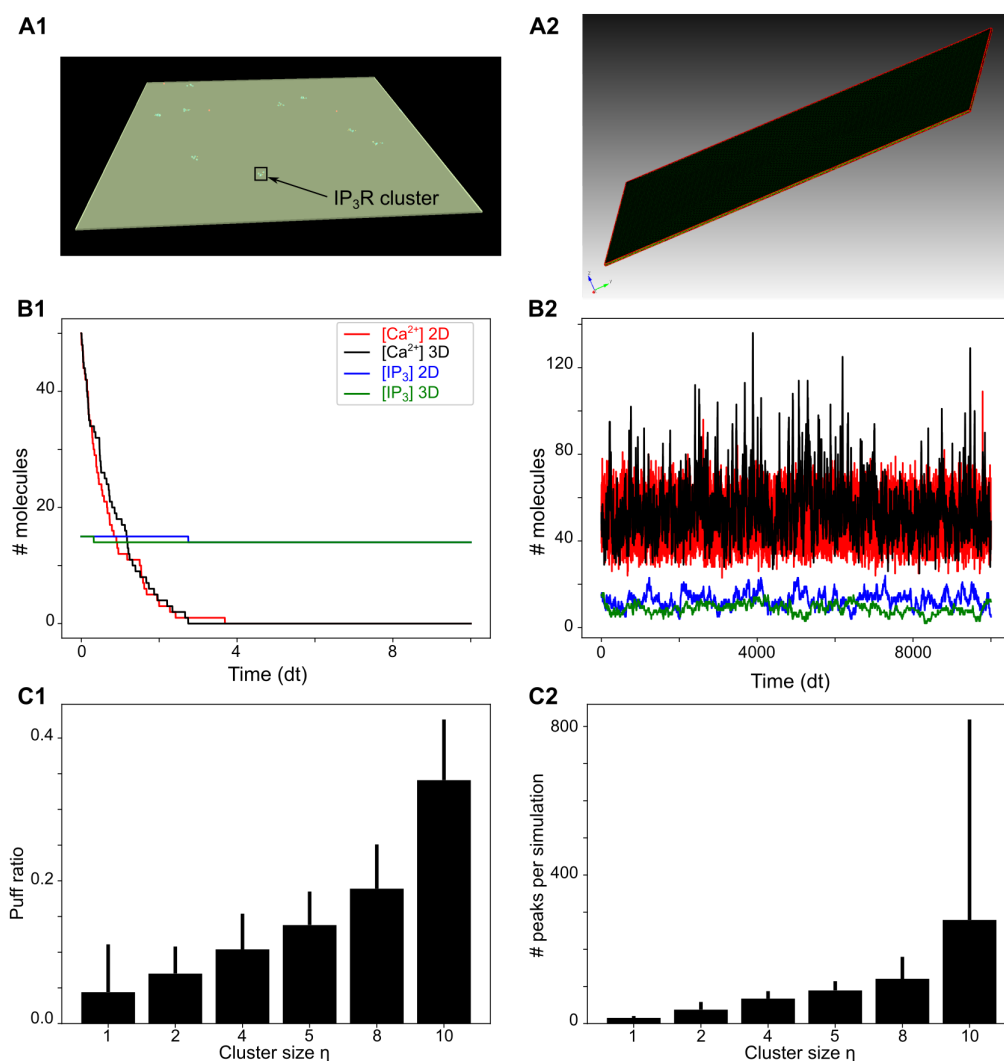 A1
A2
IP₃R cluster
z
y
B1
B2
[Ca²⁺] 2D
[Ca²⁺] 3D
[IP₃] 2D
[IP₃] 3D
# molecules
40
20
0
0
4
8
Time (dt)
# molecules
120
80
40
0
0
4000
8000
Time (dt)
C1
C2
Puff ratio
0.4
0.2
0.0
1
2
4
5
8
10
Cluster size η
# peaks per simulation
800
400
0
1
2
4
5
8
10
Cluster size η